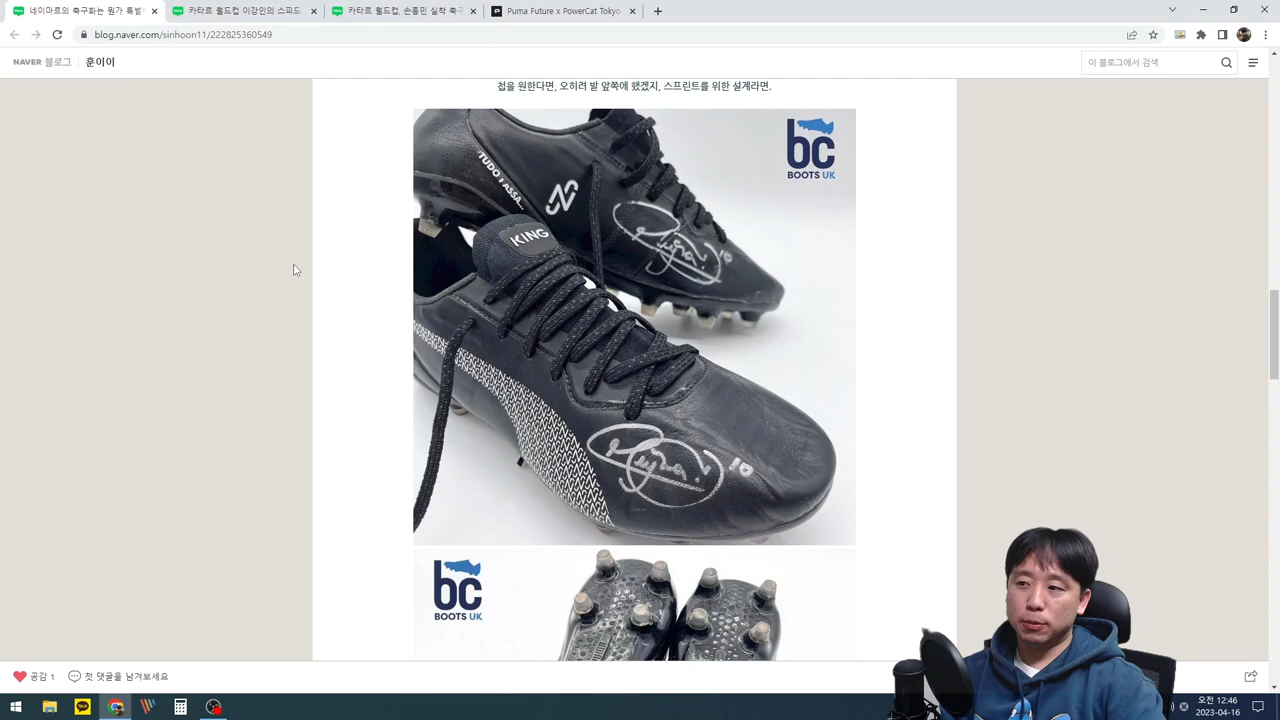 네이마르의 축구화는 뭔가 특별
카타르 월드컵 이강인의 스피드
카타르 월드컵, 손흥민 실착 축구
Puma Future x PowerCat Tokyo
blog.naver.com/sinhoon11/222825360549
NAVER 블로그 훈이이
이 블로그에서 검색
첩을 원한다면, 오히려 발 앞쪽에 했겠지, 스프린트를 위한 설계라면.
bc
BOOTS UK
TUDO PASSA...
KING
10
10
bc
BOOTS UK
공감 1 첫 댓글을 남겨보세요
TALK
오전 12:46
2023-04-16